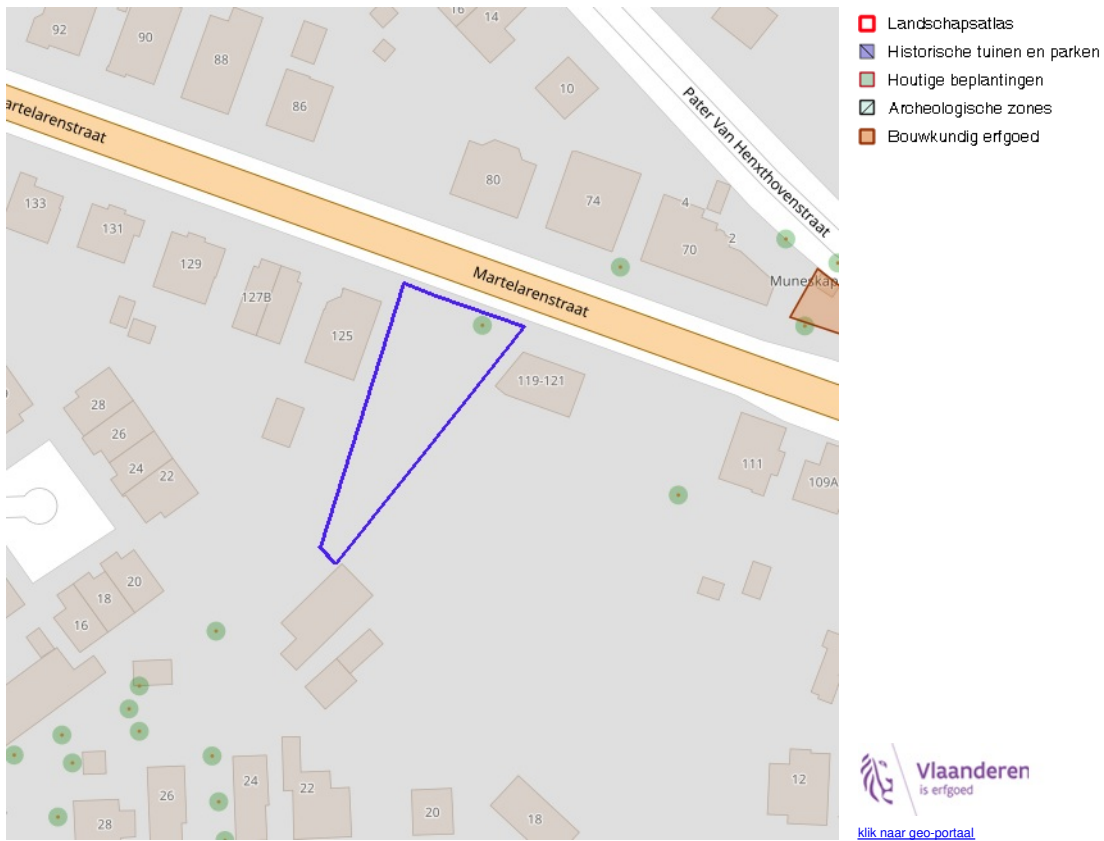 92
90
88
86
16
14
10
Martelarenstraat
Pater Van Henxthovenstraat
80
74
4
2
70
133
131
129
127B
125
Martelarenstraat
Muneskap
119-121
28
26
24
22
111
109A
20
18
16
24
22
26
28
20
18
12
Landschapsatlas
Historische tuinen en parken
Houtige beplantingen
Archeologische zones
Bouwkundig erfgoed
Vlaanderen
is erfgoed
klik naar geo-portaal